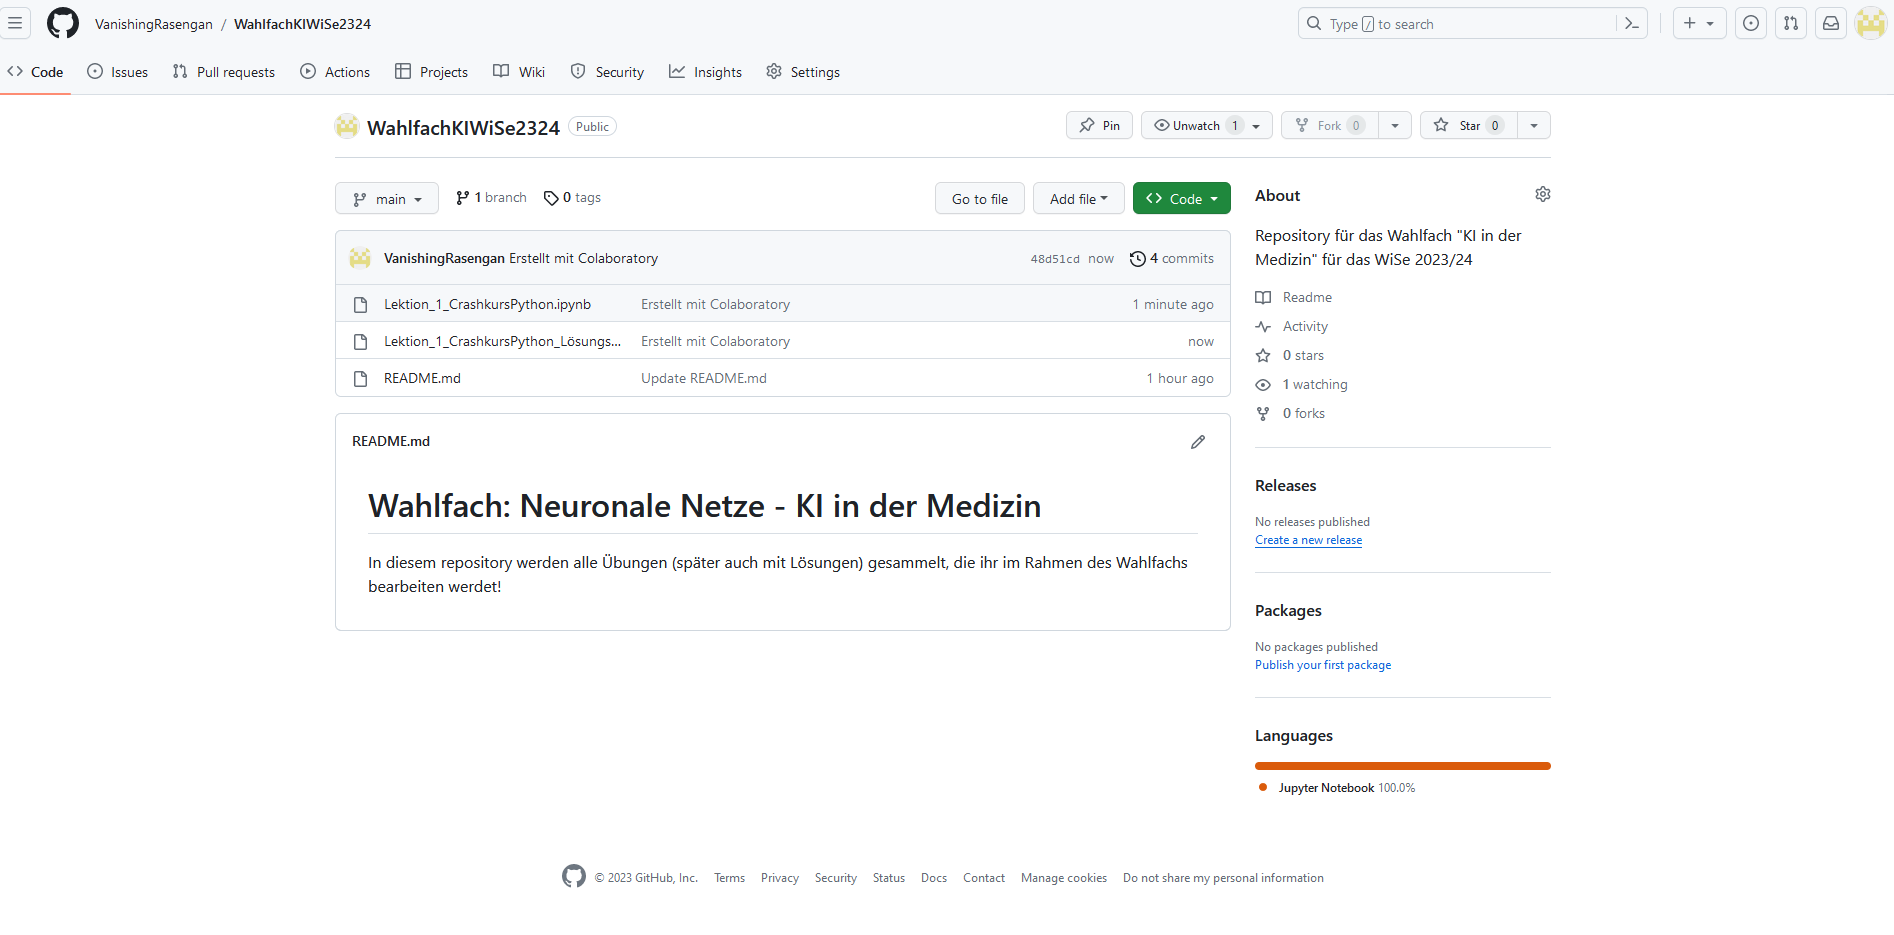 VanishingRasengan / WahlfachKIWiSe2324
Type / to search
Code Issues Pull requests Actions Projects Wiki Security Insights Settings
WahlfachKIWiSe2324 Public
Pin Unwatch 1 Fork 0 Star 0
main 1 branch 0 tags Go to file Add file Code
VanishingRasengan Erstellt mit Colaboratory 48d51cd now 4 commits
Lektion_1_CrashkursPython.ipynb Erstellt mit Colaboratory 1 minute ago
Lektion_1_CrashkursPython_Lösungs... Erstellt mit Colaboratory now
README.md Update README.md 1 hour ago
README.md
Wahlfach: Neuronale Netze - KI in der Medizin
In diesem repository werden alle Übungen (später auch mit Lösungen) gesammelt, die ihr im Rahmen des Wahlfachs
bearbeiten werdet!
About
Repository für das Wahlfach "KI in der
Medizin" für das WiSe 2023/24
Readme
Activity
0 stars
1 watching
0 forks
Releases
No releases published
Create a new release
Packages
No packages published
Publish your first package
Languages
Jupyter Notebook 100.0%
© 2023 GitHub, Inc. Terms Privacy Security Status Docs Contact Manage cookies Do not share my personal information